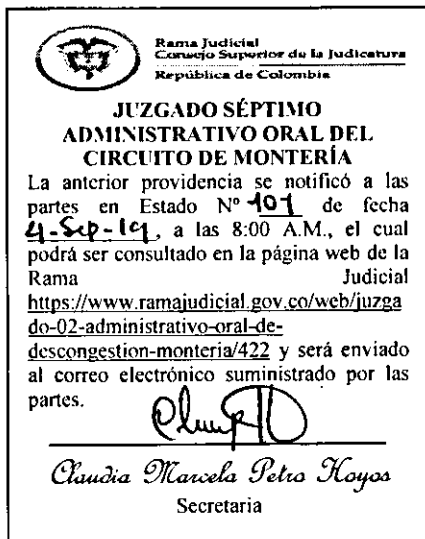 Rama Judicial
Consejo Superior de la Judicatura
República de Colombia
JUZGADO SÉPTIMO
ADMINISTRATIVO ORAL DEL
CIRCUITO DE MONTERÍA
La anterior providencia se notificó a las
partes en Estado Nº 101 de fecha
4-Sep-19, a las 8:00 A.M., el cual
podrá ser consultado en la página web de la
Rama Judicial
https://www.ramajudicial.gov.co/web/juzga
do-02-administrativo-oral-de-
descongestion-monteria/422 y será enviado
al correo electrónico suministrado por las
partes.
Claudia Marcela Petro Hoyos
Secretaria